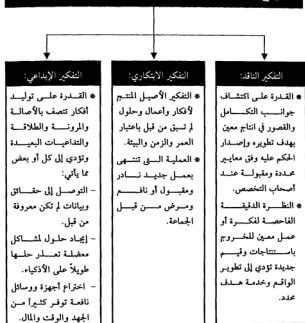 التفكير الناقد:
● القدرة على اكتشاف
جوانب التكامل
والقصور في انتاج معين
بهدف تطويره وإصدار
الحكم عليه وفق معايير
محددة ومقبولة عند
أصحاب التخصص.
● النظرة الدقيقة
الفاحصة لفكرة أو
عمل معين للخروج
باستنتاجات وقيم
جديدة تؤدي إلى تطوير
الواقع وخدمة هدف
محدد.
التفكير الابتكاري:
● التفكير الأصيل المنتج
لأفكار وأعمال وحلول
لم تسبق من قبل باعتبار
العمر والزمن والبيئة.
● العملية التي تنتهي
بعمل جديد نادر
ومقبول أو نافع
ومرض من قبل
الجماعة.
التفكير الإبداعي:
● القدرة على توليد
أفكار تتصف بالأصالة
والمرونة والطلاقة
والتداعيات البعيدة
وتؤدي إلى كل أو بعض
مما يأتي:
– التوصل إلى حقائق
وبيانات لم تكن معروفة
من قبل.
– إيجاد حلول لمشاكل
معضلة تعذر حلها
طويلاً على الأذكياء.
– اختراع أجهزة ووسائل
نافعة توفر كثيراً من
الجهد والوقت والمال.